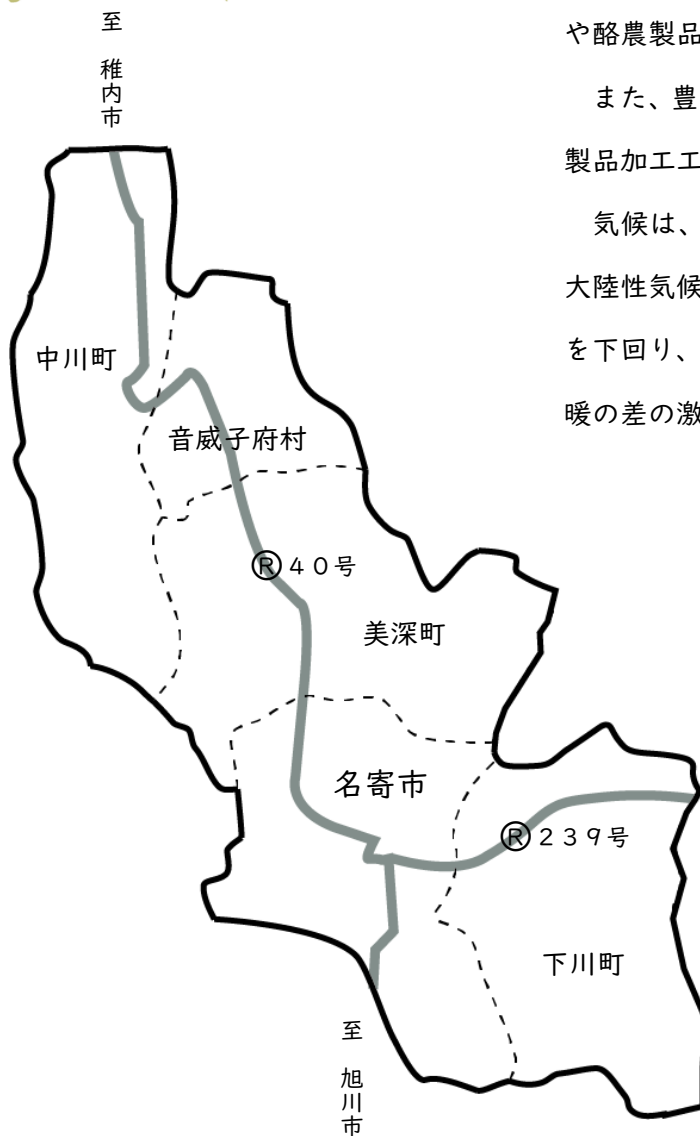 至 稚内市
や酪農製品
また、豊
製品加工工
気候は、
大陸性気候
を下回り、
暖の差の激
中川町
音威子府村
Ⓡ40号
美深町
名寄市
Ⓡ239号
下川町
至 旭川市